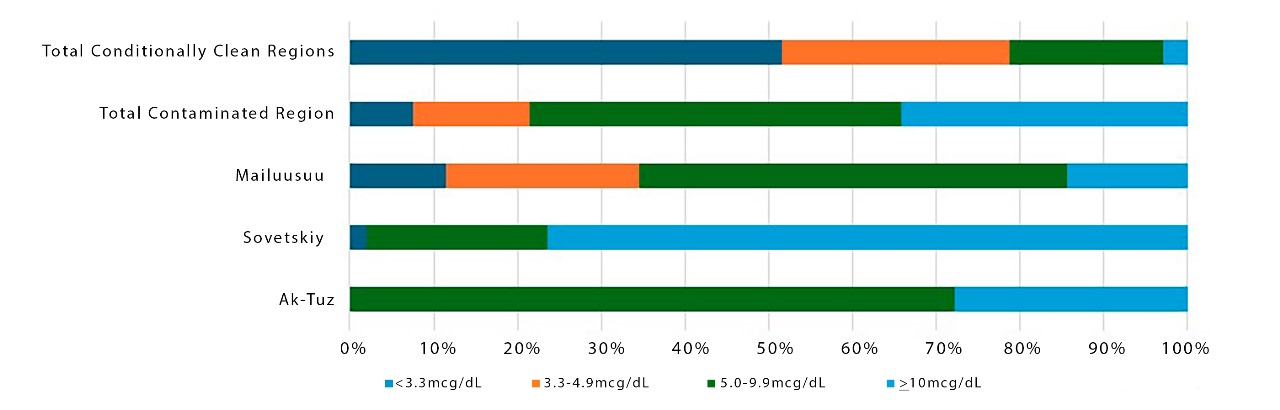 Total Conditionally Clean Regions
Total Contaminated Region
Mailuusuu
Sovetskiy
Ak-Tuz
0% 10% 20% 30% 40% 50% 60% 70% 80% 90% 100%
<3.3mcg/dL 3.3-4.9mcg/dL 5.0-9.9mcg/dL ≥10mcg/dL